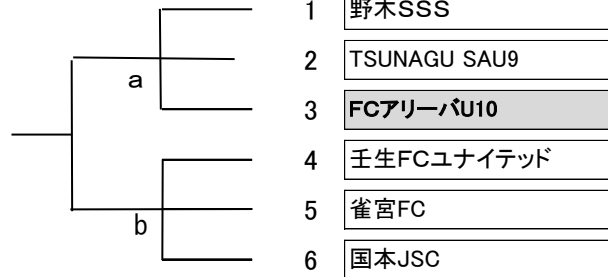 1 野木SSS
2 TSUNAGU SAU9
a
3 FCアリーバU10
4 壬生FCユナイテッド
5 雀宮FC
b
6 国本JSC